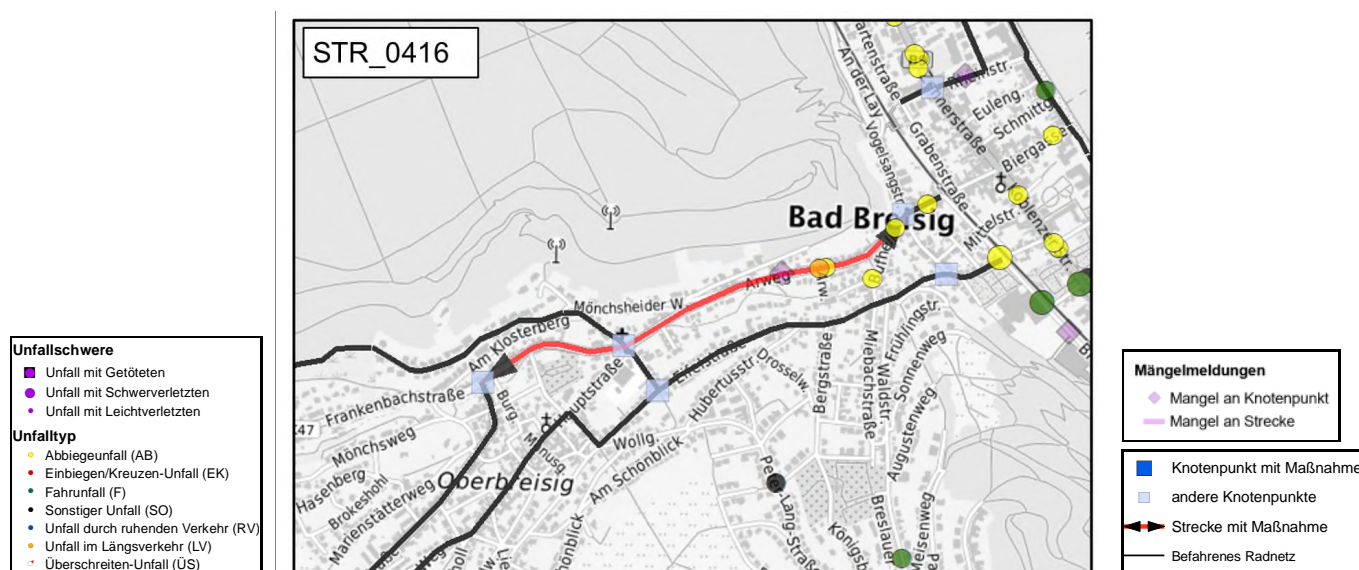 STR_0416
Bad Breisig
Oberbreisig
An der Lay
Vogelsangstr.
Grabenstraße
Euleng.
Biergasse
Mittelstr.
Arweg
Arw.
Mönchsheider W.
Am Klosterberg
Frankenbachstraße
Burg
Hauptstraße
Eifelstraße
Hubertusstr.
Drosselw.
Bergstraße
Miebachstraße
Frühlingstr.
Waldstr.
Sonnenweg
Augustenweg
Wollg.
Am Schönblick
K47
Mönchsweg
Hasenberg
Brokeshohl
Marienstätterweg
Peter-Lang-Straße
Breslauer
Meisenweg
Königsb
Unfallschwere
Unfall mit Getöteten
Unfall mit Schwerverletzten
Unfall mit Leichtverletzten
Unfalltyp
Abbiegeunfall (AB)
Einbiegen/Kreuzen-Unfall (EK)
Fahrunfall (F)
Sonstiger Unfall (SO)
Unfall durch ruhenden Verkehr (RV)
Unfall im Längsverkehr (LV)
Überschreiten-Unfall (ÜS)
Mängelmeldungen
Mangel an Knotenpunkt
Mangel an Strecke
Knotenpunkt mit Maßnahme
andere Knotenpunkte
Strecke mit Maßnahme
Befahrenes Radnetz